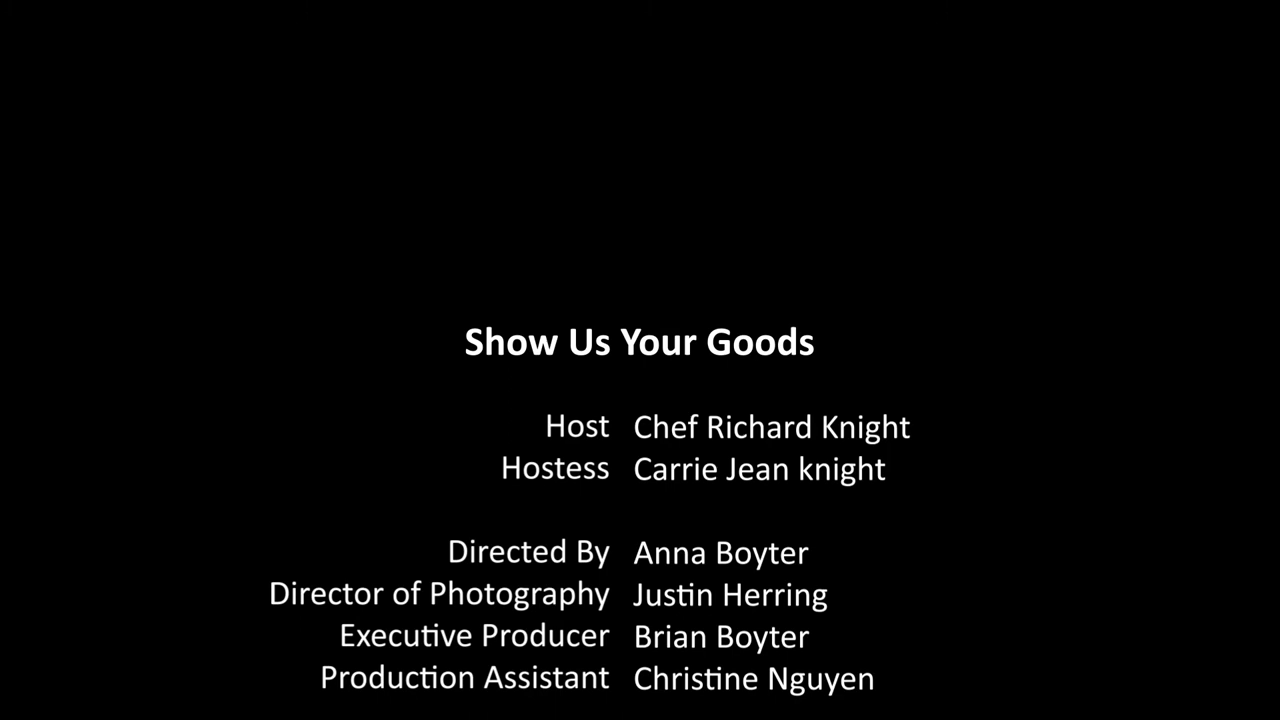 Show Us Your Goods
Host Chef Richard Knight
Hostess Carrie Jean knight
Directed By Anna Boyter
Director of Photography Justin Herring
Executive Producer Brian Boyter
Production Assistant Christine Nguyen